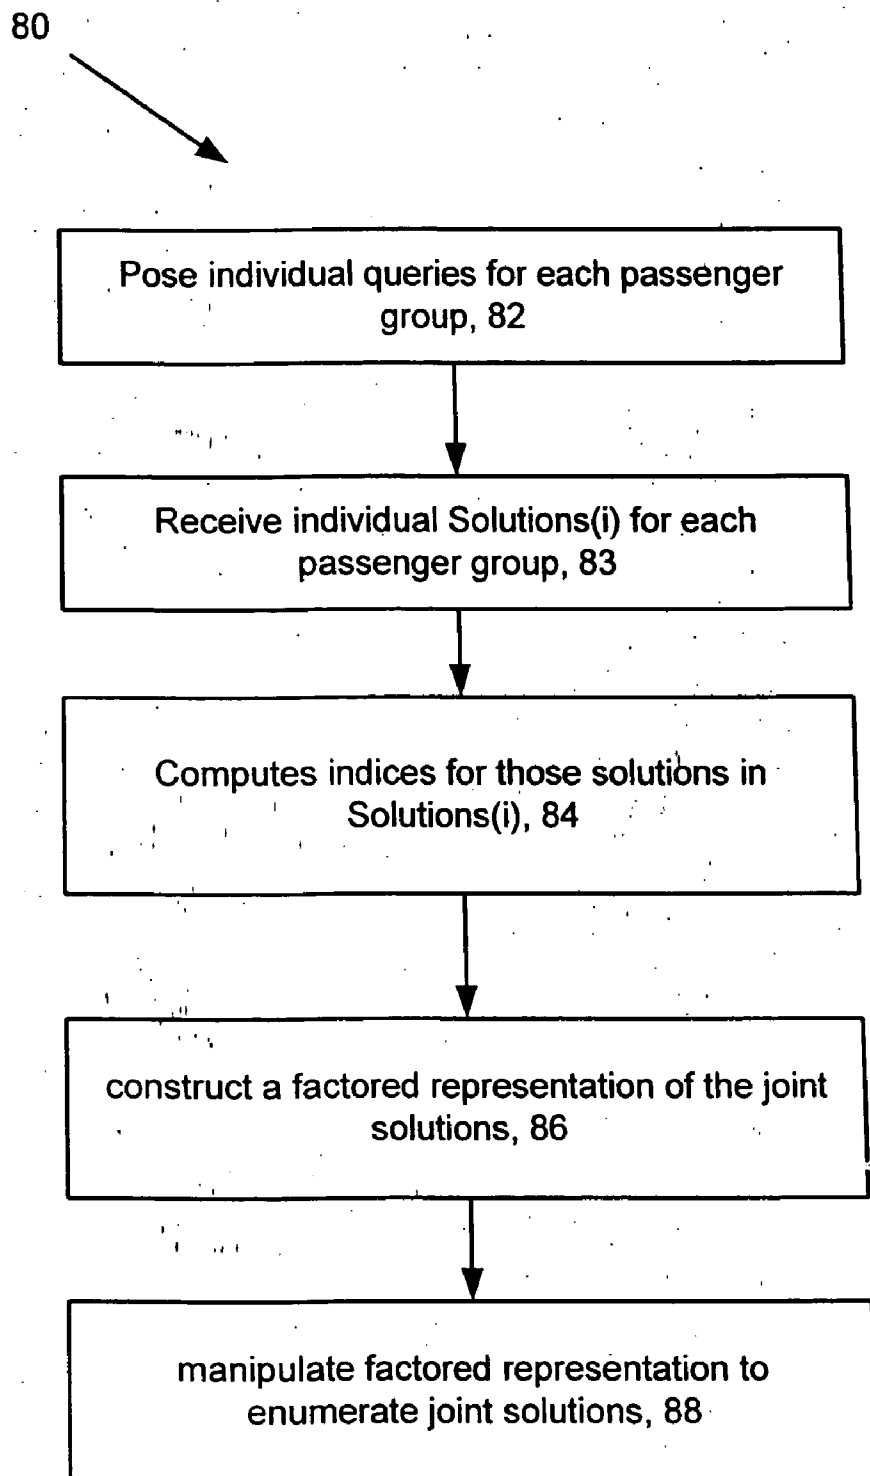 80
Pose individual queries for each passenger
group, 82
Receive individual Solutions(i) for each
passenger group, 83
Computes indices for those solutions in
Solutions(i), 84
construct a factored representation of the joint
solutions, 86
manipulate factored representation to
enumerate joint solutions, 88